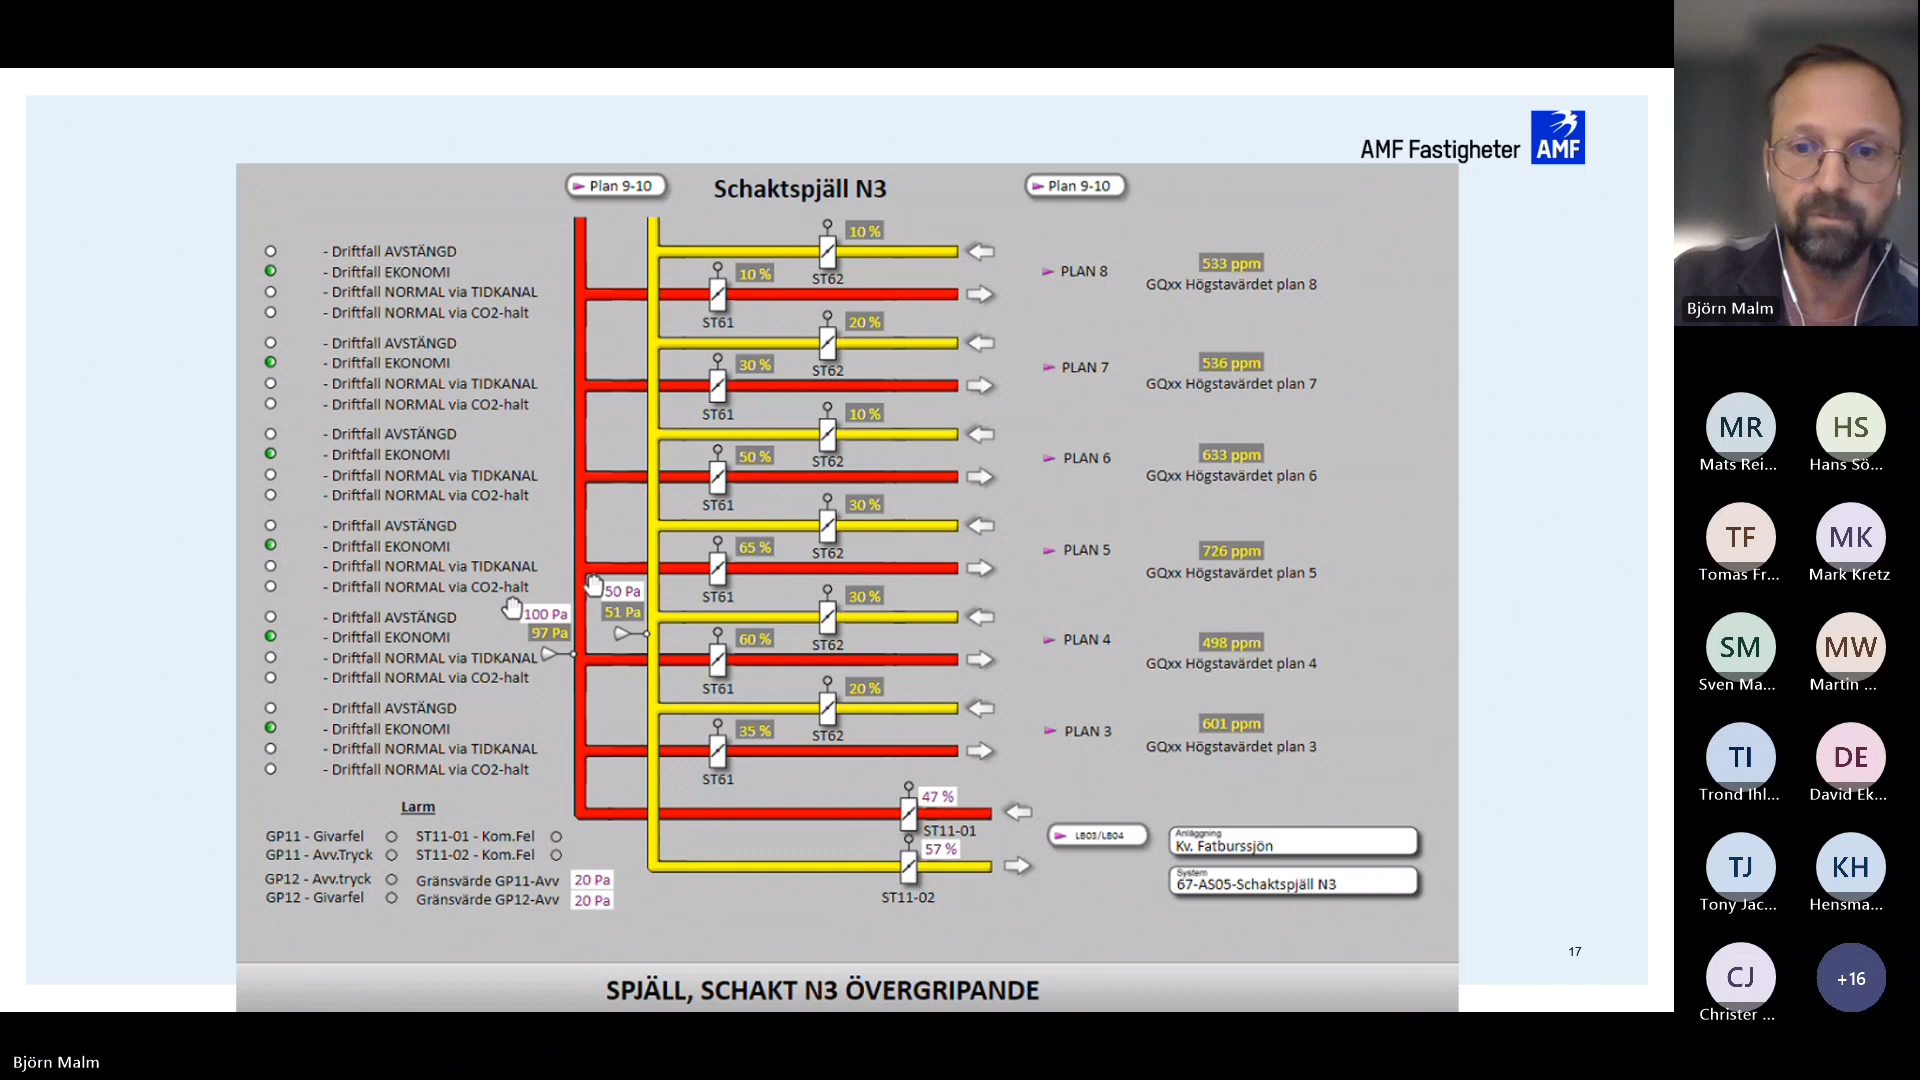 AMF Fastigheter AMF
Plan 9-10
Schaktspjäll N3
Plan 9-10
- Driftfall AVSTÄNGD
- Driftfall EKONOMI
- Driftfall NORMAL via TIDKANAL
- Driftfall NORMAL via CO2-halt
10 %
ST62
10 %
ST61
PLAN 8
533 ppm
GQxx Högstavärdet plan 8
- Driftfall AVSTÄNGD
- Driftfall EKONOMI
- Driftfall NORMAL via TIDKANAL
- Driftfall NORMAL via CO2-halt
20 %
ST62
30 %
ST61
PLAN 7
536 ppm
GQxx Högstavärdet plan 7
- Driftfall AVSTÄNGD
- Driftfall EKONOMI
- Driftfall NORMAL via TIDKANAL
- Driftfall NORMAL via CO2-halt
10 %
ST62
50 %
ST61
PLAN 6
633 ppm
GQxx Högstavärdet plan 6
- Driftfall AVSTÄNGD
- Driftfall EKONOMI
- Driftfall NORMAL via TIDKANAL
- Driftfall NORMAL via CO2-halt
30 %
ST62
65 %
ST61
PLAN 5
726 ppm
GQxx Högstavärdet plan 5
50 Pa
51 Pa
100 Pa
97 Pa
- Driftfall AVSTÄNGD
- Driftfall EKONOMI
- Driftfall NORMAL via TIDKANAL
- Driftfall NORMAL via CO2-halt
30 %
ST62
60 %
ST61
PLAN 4
498 ppm
GQxx Högstavärdet plan 4
- Driftfall AVSTÄNGD
- Driftfall EKONOMI
- Driftfall NORMAL via TIDKANAL
- Driftfall NORMAL via CO2-halt
20 %
ST62
35 %
ST61
PLAN 3
601 ppm
GQxx Högstavärdet plan 3
47 %
ST11-01
57 %
ST11-02
LB03/LB04
Anläggning
Kv. Fatburssjön
System
67-AS05-Schaktspjäll N3
Larm
GP11 - Givarfel ST11-01 - Kom.Fel
GP11 - Avv.Tryck ST11-02 - Kom.Fel
GP12 - Avv.tryck Gränsvärde GP11-Avv 20 Pa
GP12 - Givarfel Gränsvärde GP12-Avv 20 Pa
17
SPJÄLL, SCHAKT N3 ÖVERGRIPANDE
Björn Malm
Björn Malm
MR HS
Mats Rei... Hans Sö...
TF MK
Tomas Fr... Mark Kretz
SM MW
Sven Ma... Martin ...
TI DE
Trond Ihl... David Ek...
TJ KH
Tony Jac... Hensma...
CJ +16
Christer ...